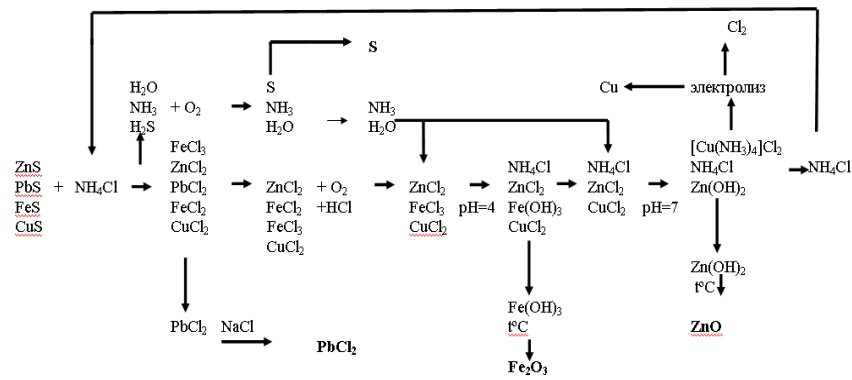 Cl2
S
H2O S Cu электролиз
NH3 + O2 NH3 NH3
H2S H2O H2O
FeCl3 [Cu(NH3)4]Cl2
ZnS ZnCl2 NH4Cl NH4Cl NH4Cl NH4Cl
PbS + NH4Cl PbCl2 ZnCl2 + O2 ZnCl2 ZnCl2 ZnCl2 Zn(OH)2
FeS FeCl2 FeCl2 +HCl FeCl3 pH=4 Fe(OH)3 CuCl2 pH=7
CuS CuCl2 FeCl3 CuCl2 CuCl2
CuCl2
Zn(OH)2
tºC
Fe(OH)3
PbCl2 NaCl tºC ZnO
PbCl2
Fe2O3